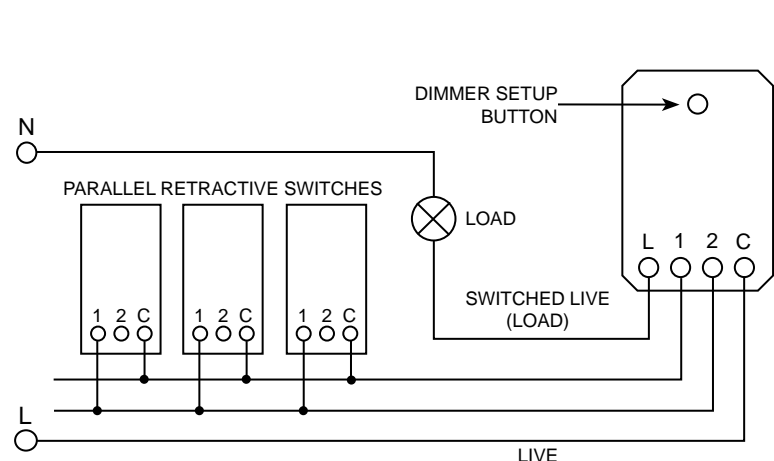 DIMMER SETUP
BUTTON
N
PARALLEL RETRACTIVE SWITCHES
LOAD
L 1 2 C
SWITCHED LIVE
(LOAD)
1 2 C 1 2 C 1 2 C
L
LIVE